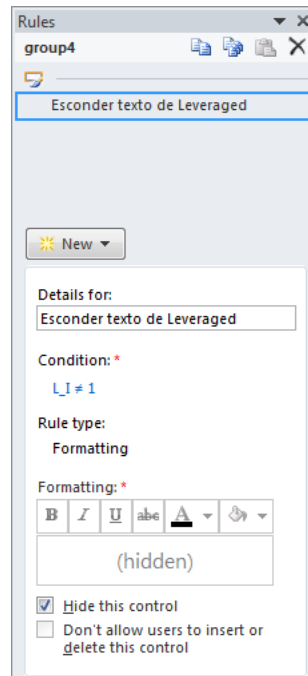 Rules
group4
Esconder texto de Leveraged
New
Details for:
Esconder texto de Leveraged
Condition: *
L_I ≠ 1
Rule type:
Formatting
Formatting: *
B I U abc A
(hidden)
Hide this control
Don't allow users to insert or
delete this control